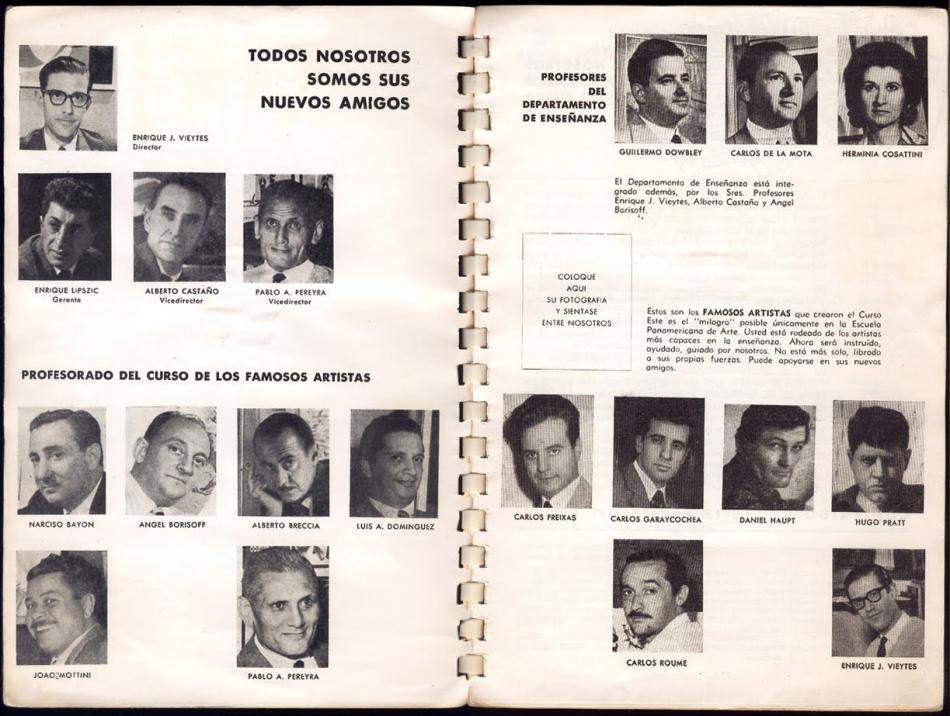 TODOS NOSOTROS
SOMOS SUS
NUEVOS AMIGOS
ENRIQUE J. VIEYTES
Director
ENRIQUE LIPSZIC
Gerente
ALBERTO CASTAÑO
Vicedirector
PABLO A. PEREYRA
Vicedirector
PROFESORADO DEL CURSO DE LOS FAMOSOS ARTISTAS
NARCISO BAYON
ANGEL BORISOFF
ALBERTO BRECCIA
LUIS A. DOMINGUEZ
JOAO MOTTINI
PABLO A. PEREYRA
PROFESORES
DEL
DEPARTAMENTO
DE ENSEÑANZA
GUILLERMO DOWBLEY
CARLOS DE LA MOTA
HERMINIA COSATTINI
El Departamento de Enseñanza está inte-
grado además, por los Sres. Profesores
Enrique J. Vieytes, Alberto Castaño y Angel
Borisoff.
COLOQUE
AQUI
SU FOTOGRAFIA
Y SIENTASE
ENTRE NOSOTROS
Estos son los FAMOSOS ARTISTAS que crearon el Curso
Este es el "milagro" posible únicamente en la Escuela
Panamericana de Arte. Usted está rodeado de los artistas
más capaces en la enseñanza. Ahora será instruído,
ayudado, guiado por nosotros. No está más solo, librado
a sus propias fuerzas. Puede apoyarse en sus nuevos
amigos.
CARLOS FREIXAS
CARLOS GARAYCOCHEA
DANIEL HAUPT
HUGO PRATT
CARLOS ROUME
ENRIQUE J. VIEYTES